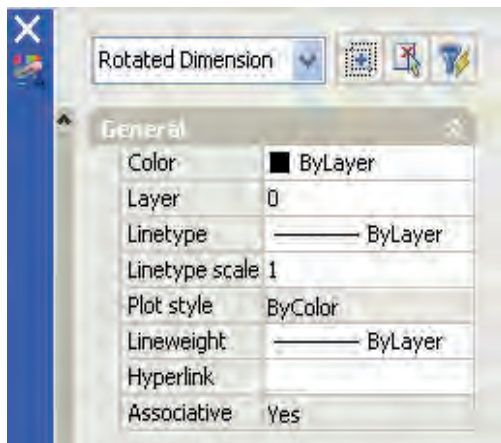 Rotated Dimension
General
Color ByLayer
Layer 0
Linetype ByLayer
Linetype scale 1
Plot style ByColor
Lineweight ByLayer
Hyperlink
Associative Yes